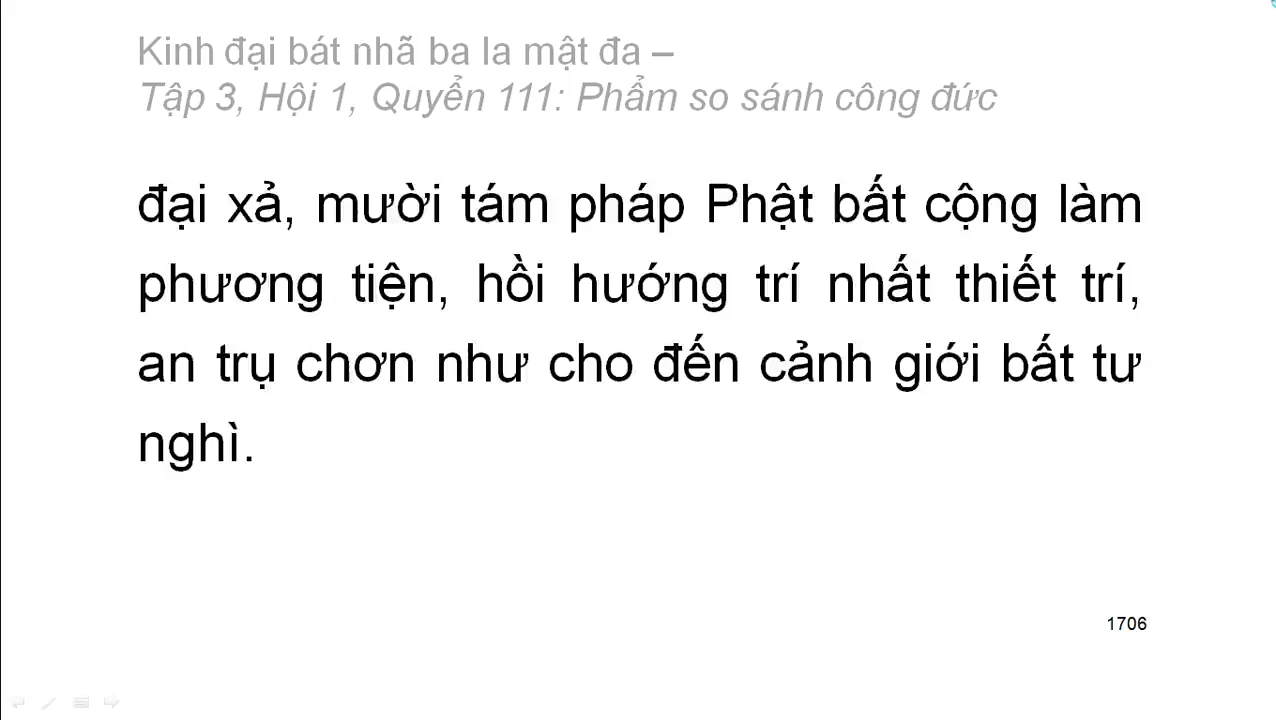 Kinh đại bát nhã ba la mật đa –
Tập 3, Hội 1, Quyển 111: Phẩm so sánh công đức
đại xả, mười tám pháp Phật bất cộng làm
phương tiện, hồi hướng trí nhất thiết trí,
an trụ chơn như cho đến cảnh giới bất tư
nghì.
1706